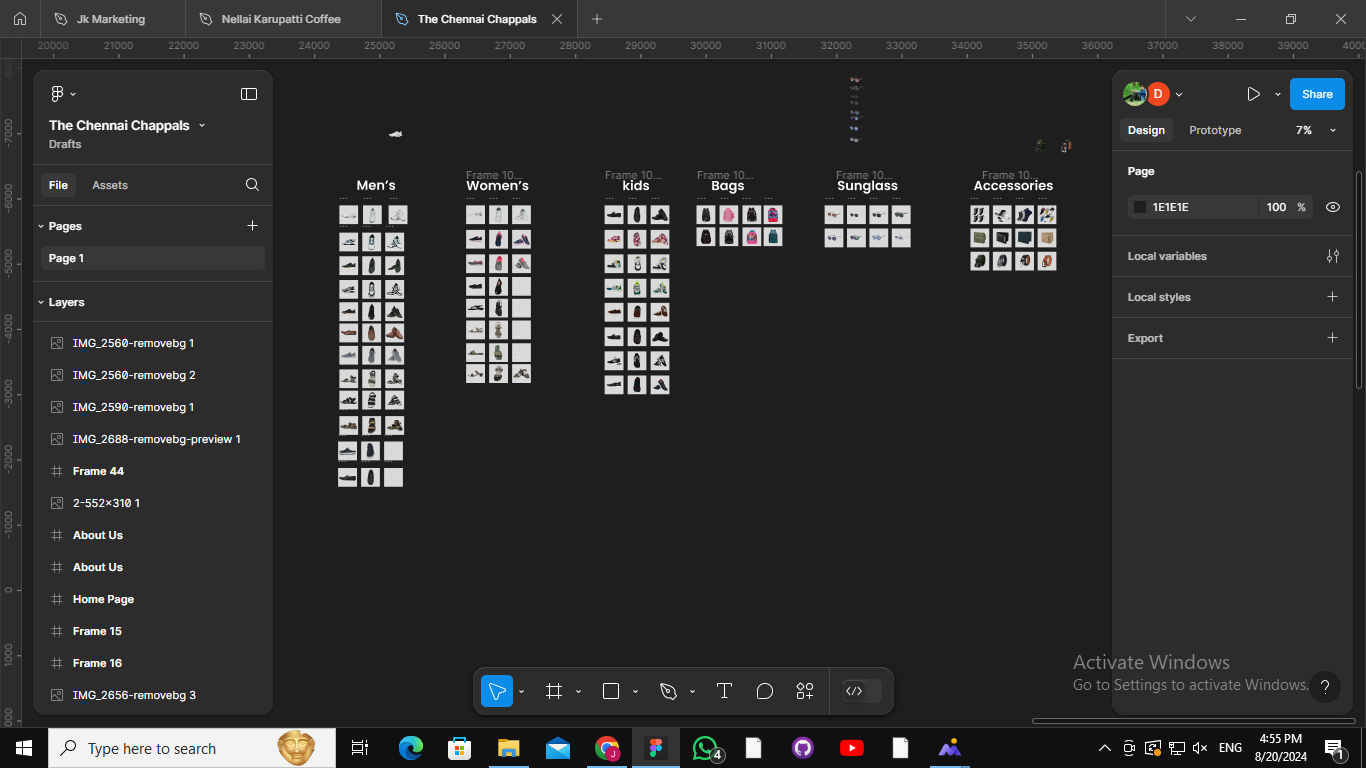 Jk Marketing
Nellai Karupatti Coffee
The Chennai Chappals
20000 21000 22000 23000 24000 25000 26000 27000 28000 29000 30000 31000 32000 33000 34000 35000 36000 37000 38000 39000
-7000
-6000
-5000
-4000
-3000
-2000
-1000
0
1000
The Chennai Chappals
Drafts
File
Assets
Pages
Page 1
Layers
IMG_2560-removebg 1
IMG_2560-removebg 2
IMG_2590-removebg 1
IMG_2688-removebg-preview 1
Frame 44
2-552×310 1
About Us
About Us
Home Page
Frame 15
Frame 16
IMG_2656-removebg 3
Men's
Frame 10...
Women's
Frame 10...
kids
Frame 10...
Bags
Frame 10...
Sunglass
Frame 10...
Accessories
D
Share
Design
Prototype
7%
Page
1E1E1E
100
%
Local variables
Local styles
Export
Activate Windows
Go to Settings to activate Windows.
?
T
Type here to search
J
4
ENG
4:55 PM
8/20/2024
1